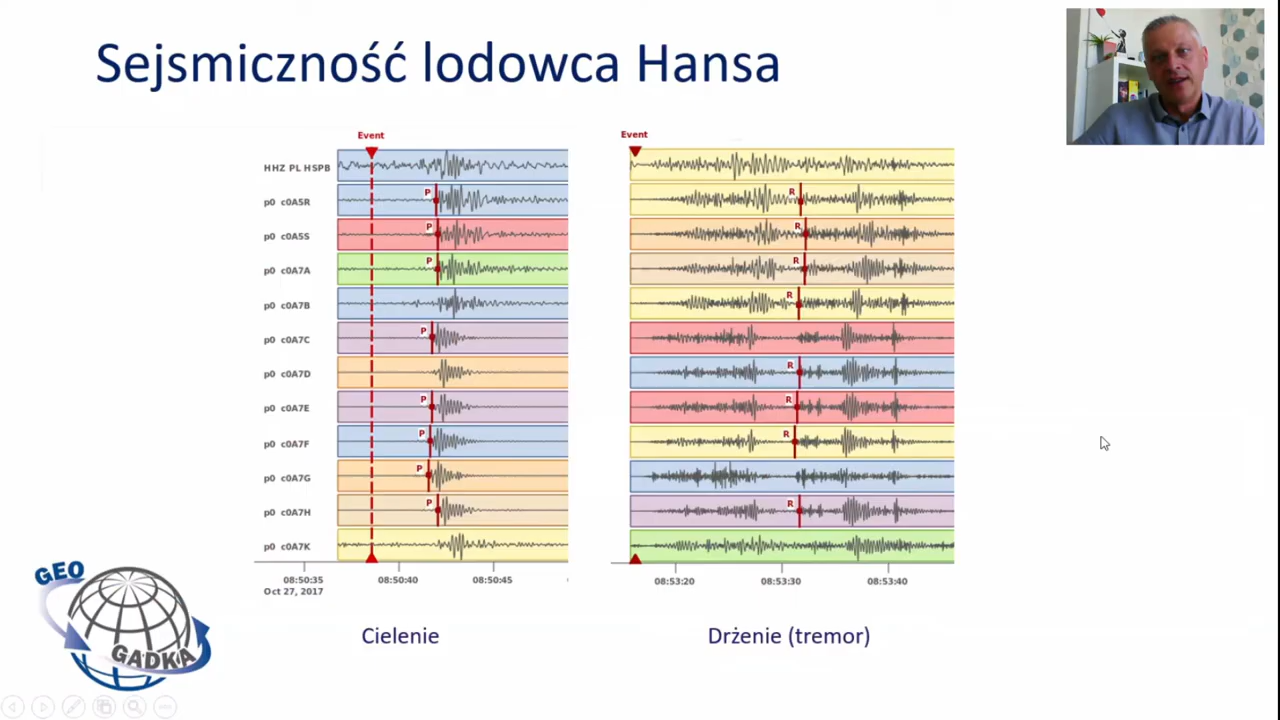 Sejsmiczność lodowca Hansa
Event
HHZ PL HSPB
p0 c0A5R
P
p0 c0A5S
P
p0 c0A7A
P
p0 c0A7B
p0 c0A7C
P
p0 c0A7D
p0 c0A7E
P
p0 c0A7F
P
p0 c0A7G
P
p0 c0A7H
P
p0 c0A7K
08:50:35 08:50:40 08:50:45
Oct 27, 2017
Cielenie
Event
R
R
R
R
R
R
R
R
08:53:20 08:53:30 08:53:40
Drżenie (tremor)
GEO
GADKA